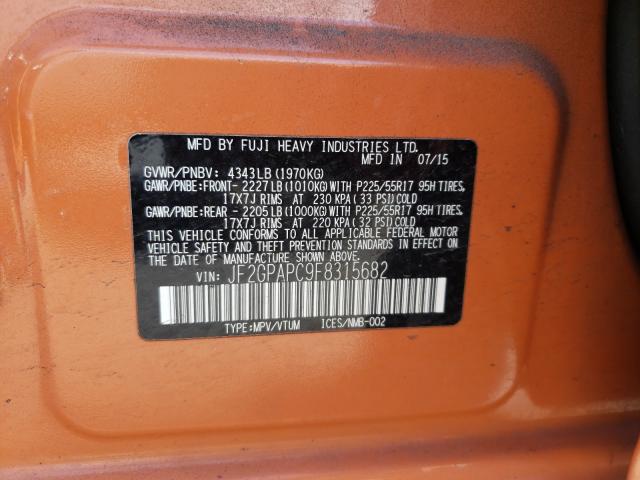 MFD BY FUJI HEAVY INDUSTRIES LTD.
MFD IN 07/15
GVWR/PNBV: 4343LB(1970KG)
GAWR/PNBE:FRONT- 2227LB(1010KG)WITH P225/55R17 95H TIRES,
17X7J RIMS AT 230 KPA(33 PSI)COLD
GAWR/PNBE:REAR - 2205LB(1000KG)WITH P225/55R17 95H TIRES,
17X7J RIMS AT 220 KPA(32 PSI)COLD
THIS VEHICLE CONFORMS TO ALL APPLICABLE FEDERAL MOTOR
VEHICLE SAFETY AND THEFT PREVENTION STANDARDS IN EFFECT ON
THE DATE OF MANUFACTURE SHOWN ABOVE.
VIN: JF2GPAPC9F8315682
TYPE:MPV/VTUM ICES/NMB-002